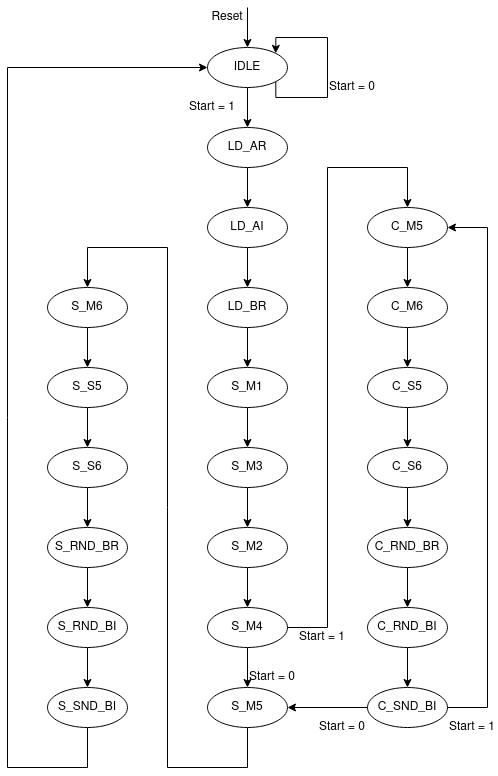 Reset
IDLE
Start = 0
Start = 1
LD_AR
LD_AI
C_M5
S_M6
LD_BR
C_M6
S_S5
S_M1
C_S5
S_S6
S_M3
C_S6
S_RND_BR
S_M2
C_RND_BR
S_RND_BI
S_M4
C_RND_BI
Start = 1
Start = 0
S_SND_BI
S_M5
C_SND_BI
Start = 0
Start = 1